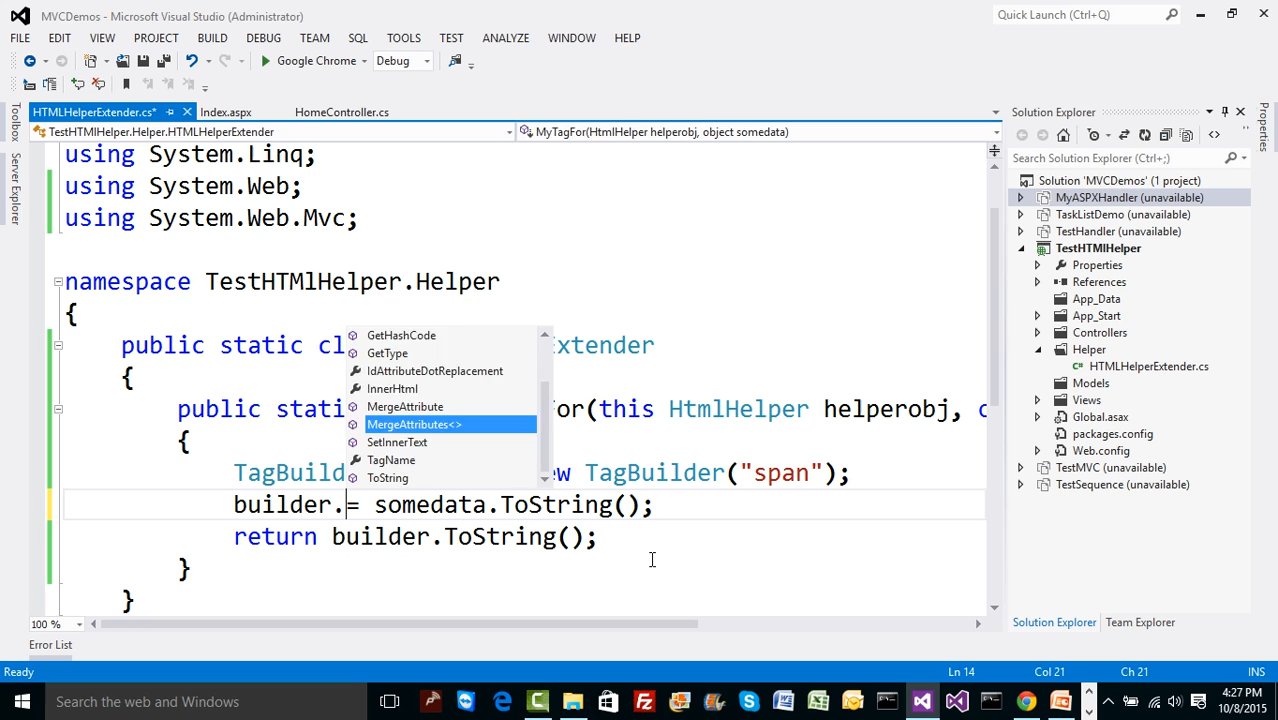 MVCDemos - Microsoft Visual Studio (Administrator)
Quick Launch (Ctrl+Q)
FILE EDIT VIEW PROJECT BUILD DEBUG TEAM SQL TOOLS TEST ANALYZE WINDOW HELP
Google Chrome Debug
HTMLHelperExtender.cs* Index.aspx HomeController.cs
TestHTMlHelper.Helper.HTMLHelperExtender MyTagFor(HtmlHelper helperobj, object somedata)
Toolbox
Server Explorer
using System.Linq;
using System.Web;
using System.Web.Mvc;
namespace TestHTMlHelper.Helper
{
public static cl Extender
{
public stati For(this HtmlHelper helperobj, o
{
TagBuild ew TagBuilder("span");
builder.= somedata.ToString();
return builder.ToString();
}
}
GetHashCode
GetType
IdAttributeDotReplacement
InnerHtml
MergeAttribute
MergeAttributes<>
SetInnerText
TagName
ToString
100 %
Error List
Solution Explorer
Search Solution Explorer (Ctrl+;)
Solution 'MVCDemos' (1 project)
MyASPXHandler (unavailable)
TaskListDemo (unavailable)
TestHandler (unavailable)
TestHTMlHelper
Properties
References
App_Data
App_Start
Controllers
Helper
C# HTMLHelperExtender.cs
Models
Views
Global.asax
packages.config
Web.config
TestMVC (unavailable)
TestSequence (unavailable)
Solution Explorer Team Explorer
Properties
Ready Ln 14 Col 21 Ch 21 INS
Search the web and Windows
4:27 PM
10/8/2015